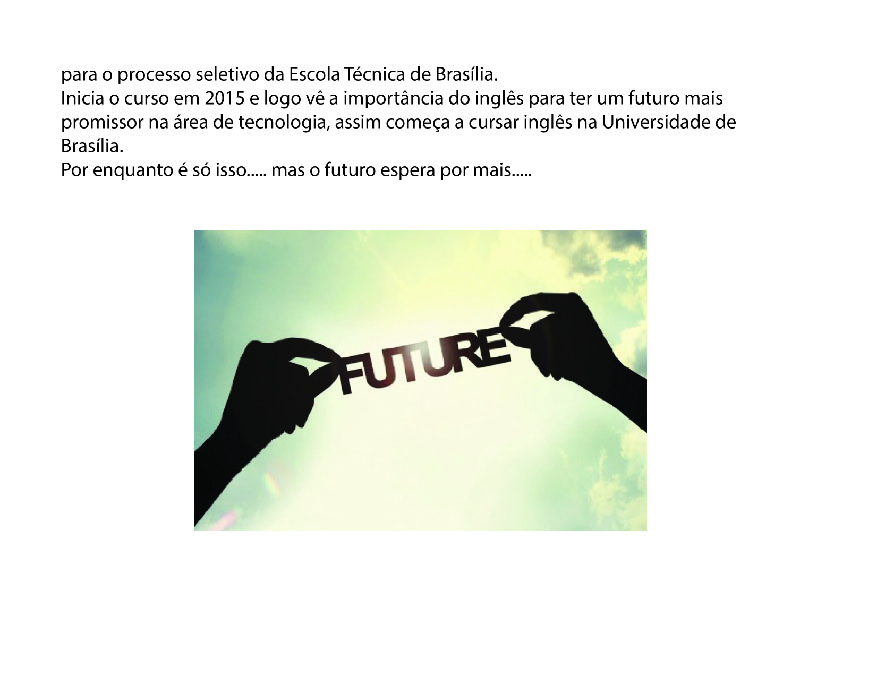 para o processo seletivo da Escola Técnica de Brasília.
Inicia o curso em 2015 e logo vê a importância do inglês para ter um futuro mais
promissor na área de tecnologia, assim começa a cursar inglês na Universidade de
Brasília.
Por enquanto é só isso..... mas o futuro espera por mais.....
FUTURE